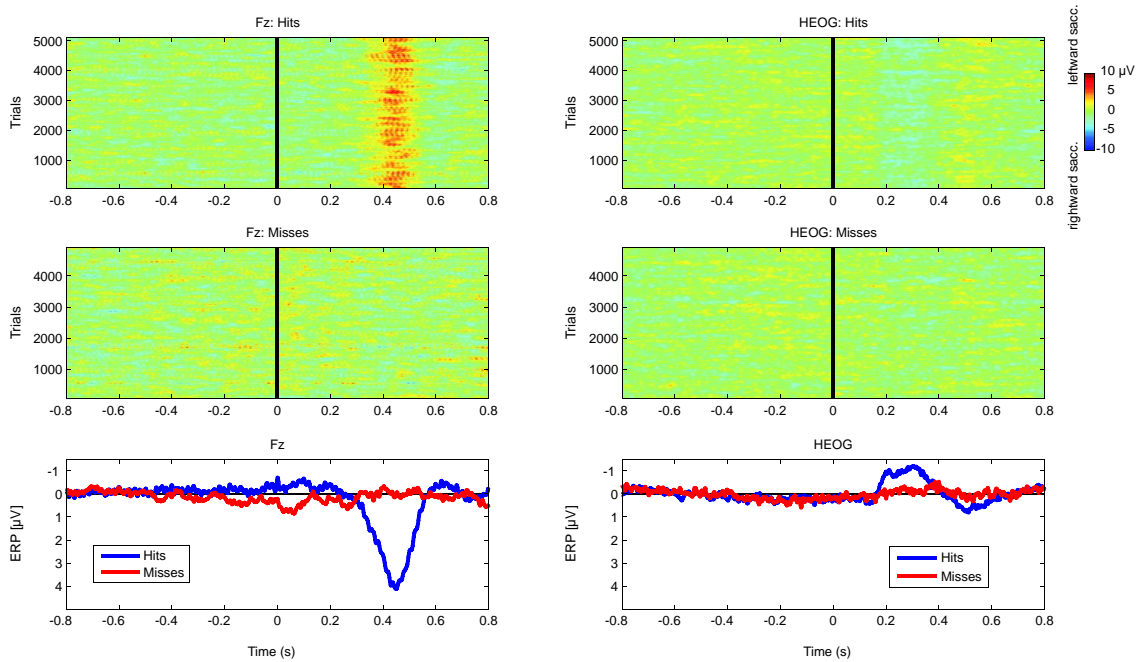 Fz: Hits
HEOG: Hits
Trials
5000
4000
3000
2000
1000
-0.8 -0.6 -0.4 -0.2 0 0.2 0.4 0.6 0.8
Trials
5000
4000
3000
2000
1000
-0.8 -0.6 -0.4 -0.2 0 0.2 0.4 0.6 0.8
leftward sacc.
rightward sacc.
10 µV
5
0
-5
-10
Fz: Misses
HEOG: Misses
Trials
4000
3000
2000
1000
-0.8 -0.6 -0.4 -0.2 0 0.2 0.4 0.6 0.8
Trials
4000
3000
2000
1000
-0.8 -0.6 -0.4 -0.2 0 0.2 0.4 0.6 0.8
Fz
HEOG
ERP [µV]
-1
0
1
2
3
4
Hits
Misses
-0.8 -0.6 -0.4 -0.2 0 0.2 0.4 0.6 0.8
Time (s)
ERP [µV]
-1
0
1
2
3
4
Hits
Misses
-0.8 -0.6 -0.4 -0.2 0 0.2 0.4 0.6 0.8
Time (s)